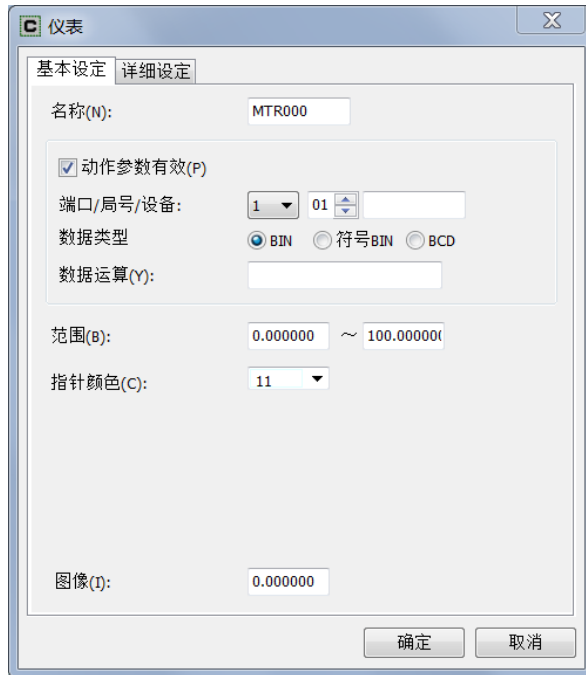 C 仪表
基本设定 详细设定
名称(N): MTR000
动作参数有效(P)
端口/局号/设备: 1 01
数据类型 BIN 符号BIN BCD
数据运算(Y):
范围(B): 0.000000 ～ 100.000000
指针颜色(C): 11
图像(I): 0.000000
确定 取消